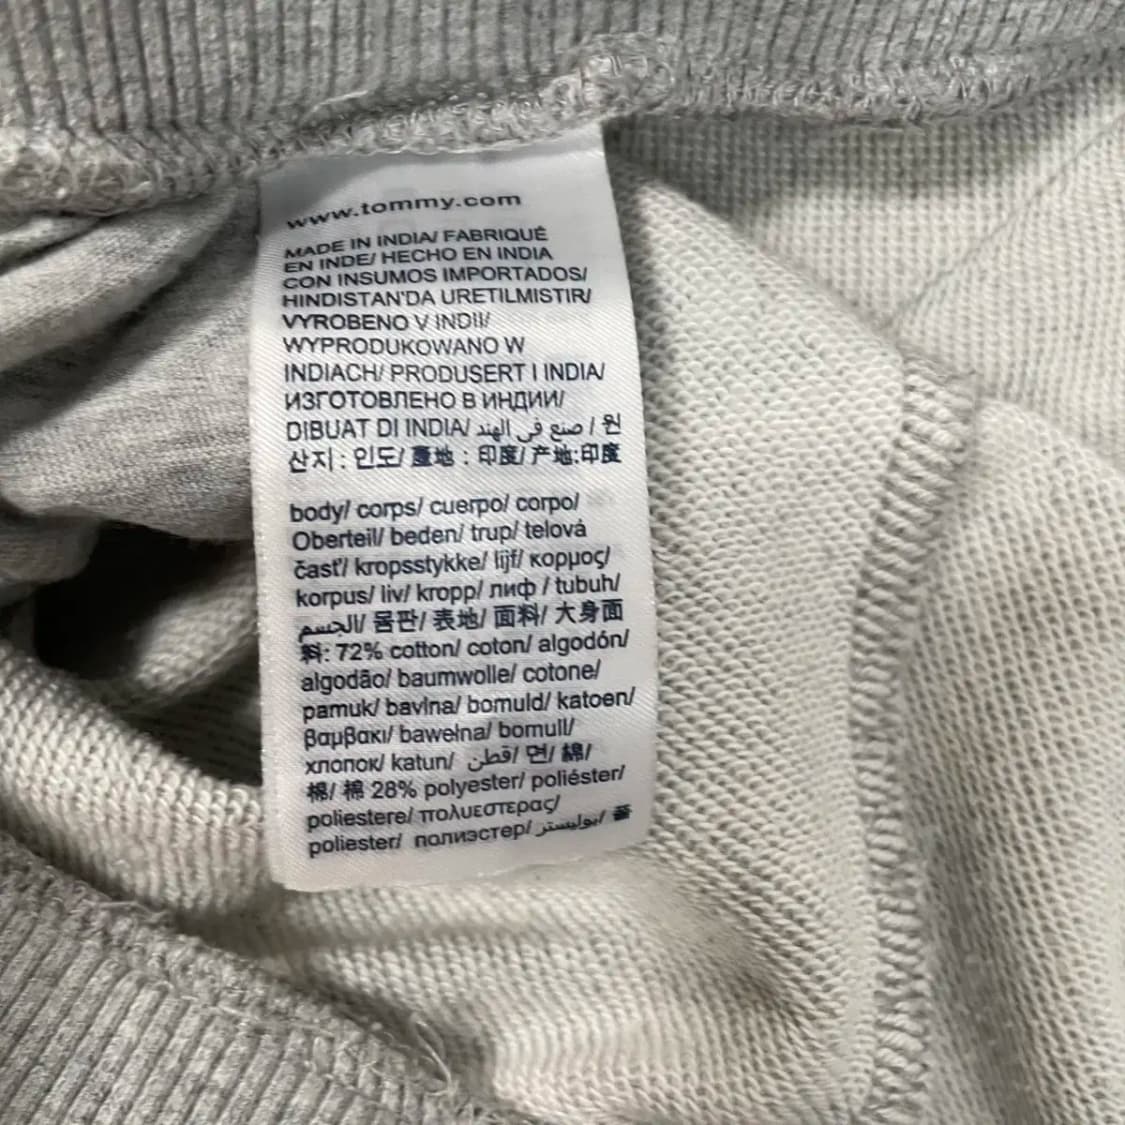 www.tommy.com
MADE IN INDIA/ FABRIQUÉ
EN INDE/ HECHO EN INDIA
CON INSUMOS IMPORTADOS/
HINDISTAN'DA URETILMISTIR/
VYROBENO V INDII/
WYPRODUKOWANO W
INDIACH/ PRODUSERT I INDIA/
ИЗГОТОВЛЕНО В ИНДИИ/
DIBUAT DI INDIA/ صنع في الهند / 원
산지 : 인도/ 產地 : 印度/ 产地:印度
body/ corps/ cuerpo/ corpo/
Oberteil/ beden/ trup/ telová
časť/ kropsstykke/ lijf/ κορμος/
korpus/ liv/ kropp/ лиф / tubuh/
الجسم/ 몸판/ 表地/ 面料/ 大身面
料: 72% cotton/ coton/ algodón/
algodão/ baumwolle/ cotone/
pamuk/ bavlna/ bomuld/ katoen/
βαμβακι/ bawełna/ bomull/
хлопок/ katun/ قطن/ 면/ 綿/
棉/ 棉 28% polyester/ poliéster/
poliestere/ πολυεστερας/
poliester/ полиэстер/ بوليستر/ 폴